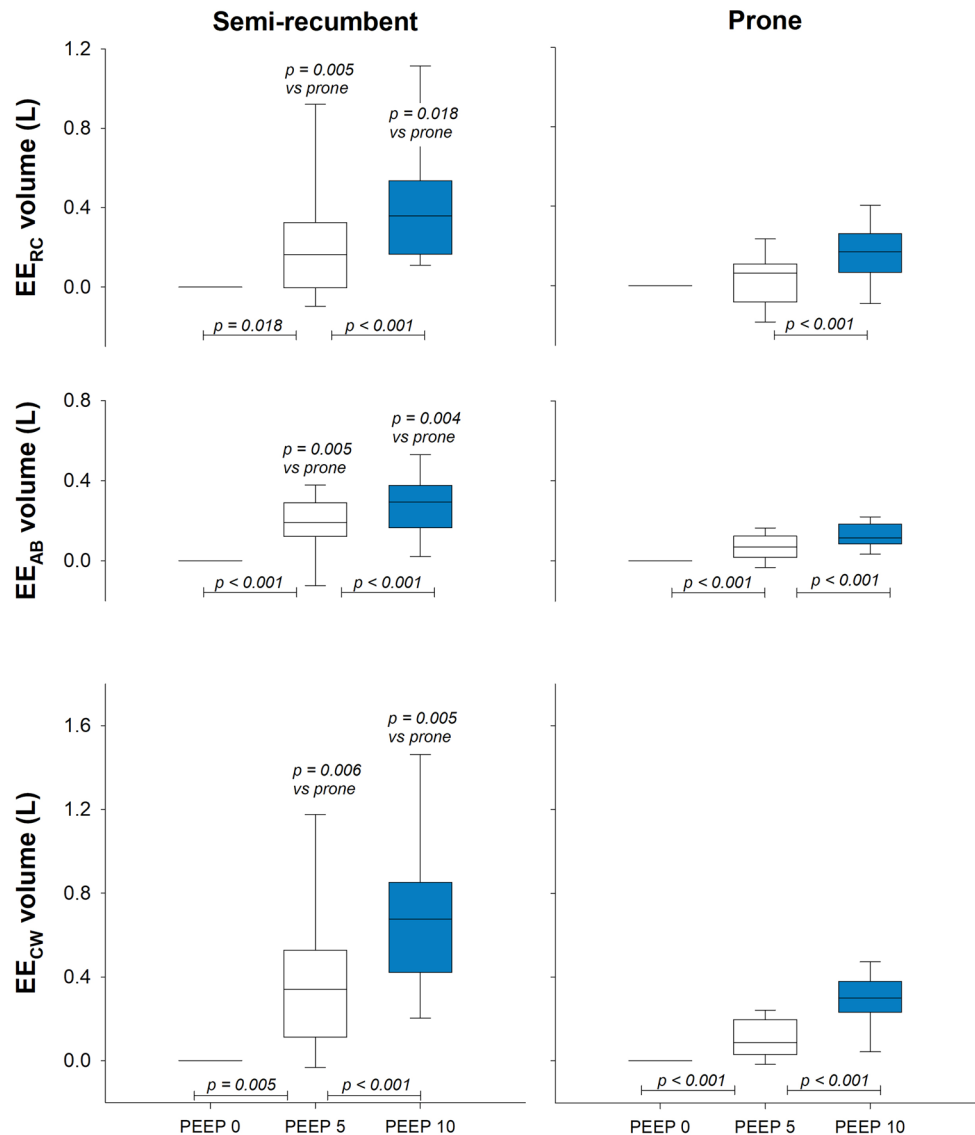 Semi-recumbent
Prone
EE_RC volume (L)
1.2
0.8
0.4
0.0
p = 0.005
vs prone
p = 0.018
vs prone
p = 0.018
p < 0.001
p < 0.001
EE_AB volume (L)
0.8
0.4
0.0
p = 0.005
vs prone
p = 0.004
vs prone
p < 0.001
p < 0.001
p < 0.001
p < 0.001
EE_CW volume (L)
1.6
1.2
0.8
0.4
0.0
p = 0.006
vs prone
p = 0.005
vs prone
p = 0.005
p < 0.001
p < 0.001
p < 0.001
PEEP 0
PEEP 5
PEEP 10
PEEP 0
PEEP 5
PEEP 10